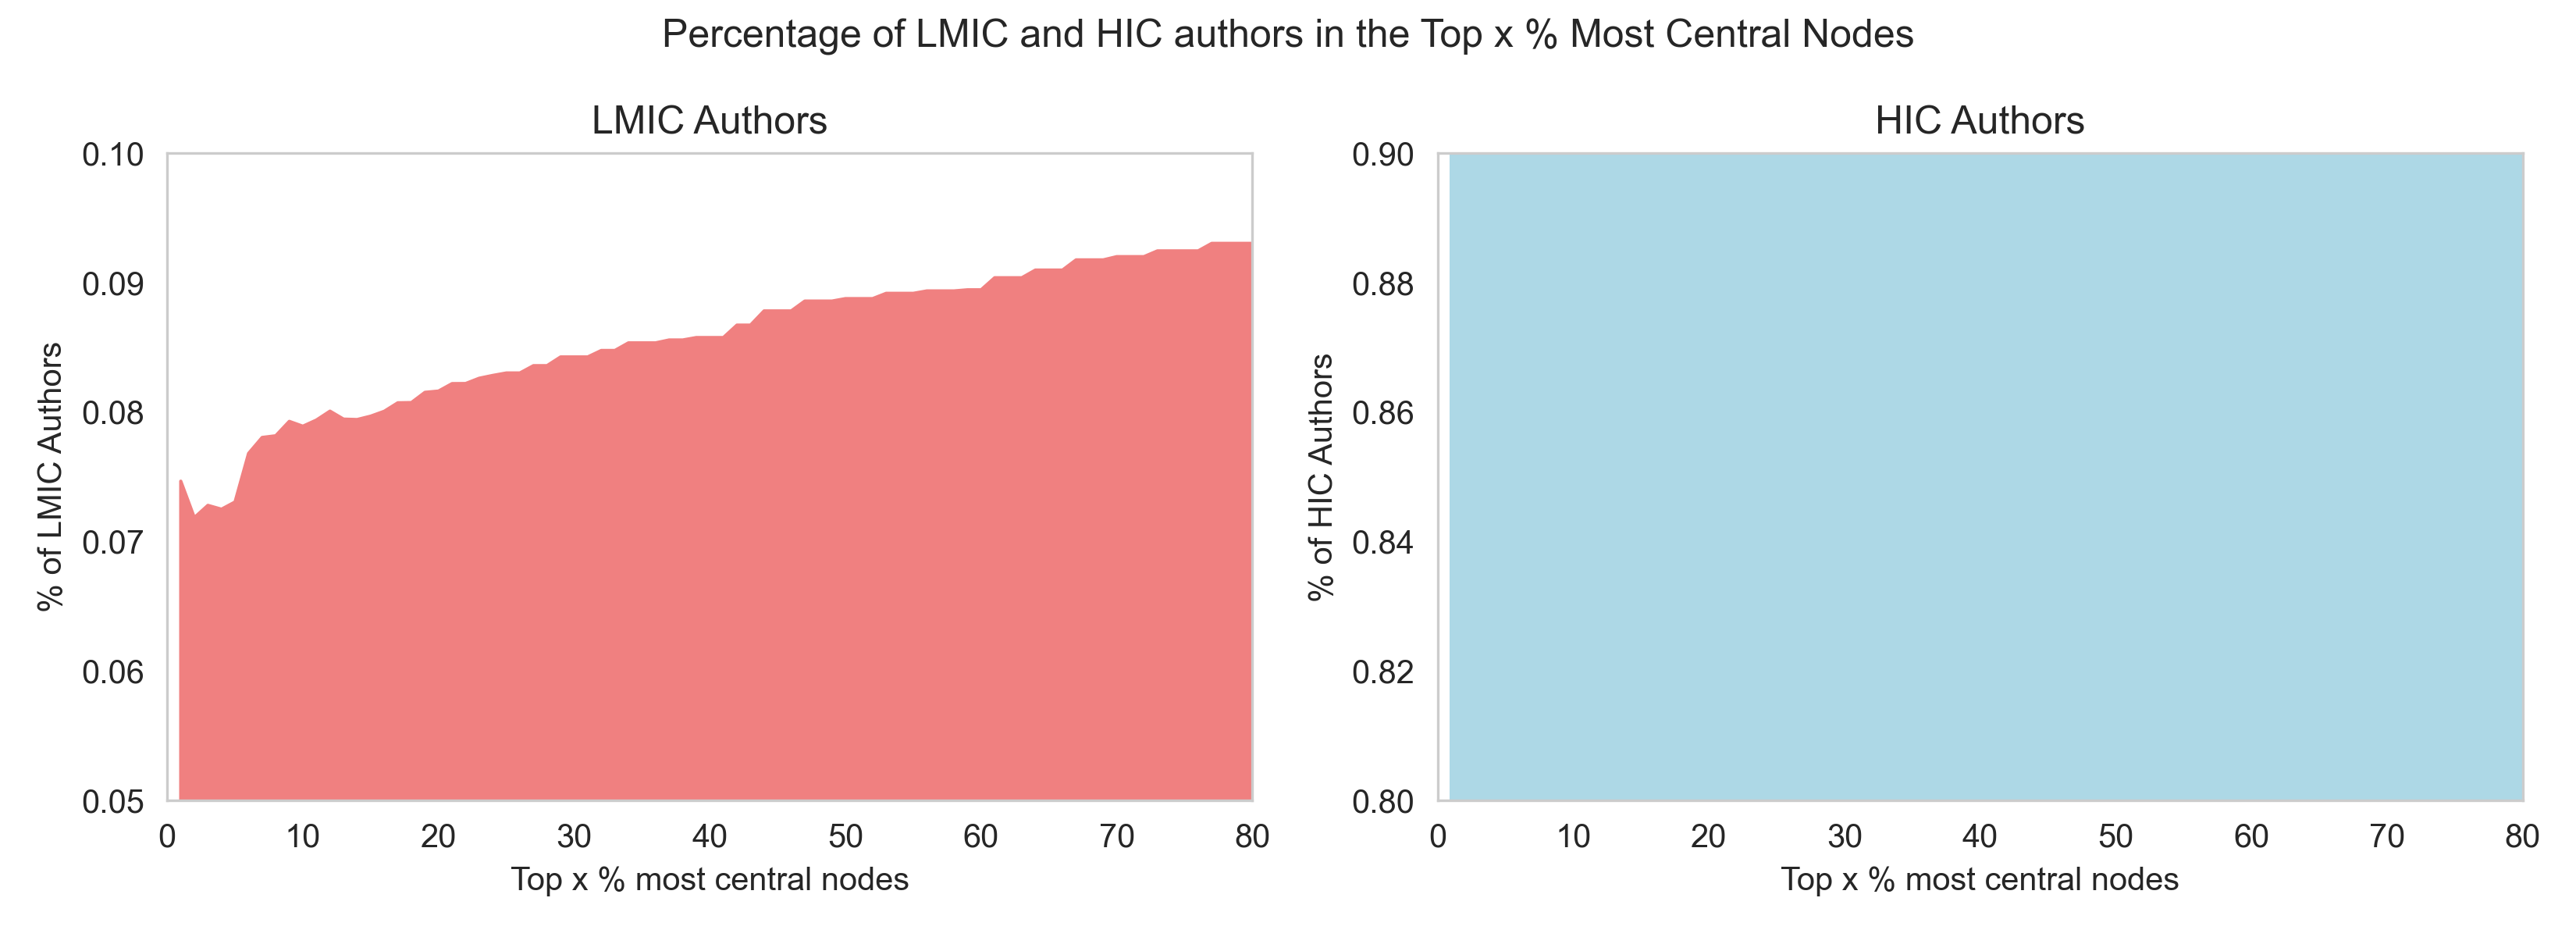 Percentage of LMIC and HIC authors in the Top x % Most Central Nodes
LMIC Authors
0.10
0.09
0.08
0.07
0.06
0.05
% of LMIC Authors
0 10 20 30 40 50 60 70 80
Top x % most central nodes
HIC Authors
0.90
0.88
0.86
0.84
0.82
0.80
% of HIC Authors
0 10 20 30 40 50 60 70 80
Top x % most central nodes